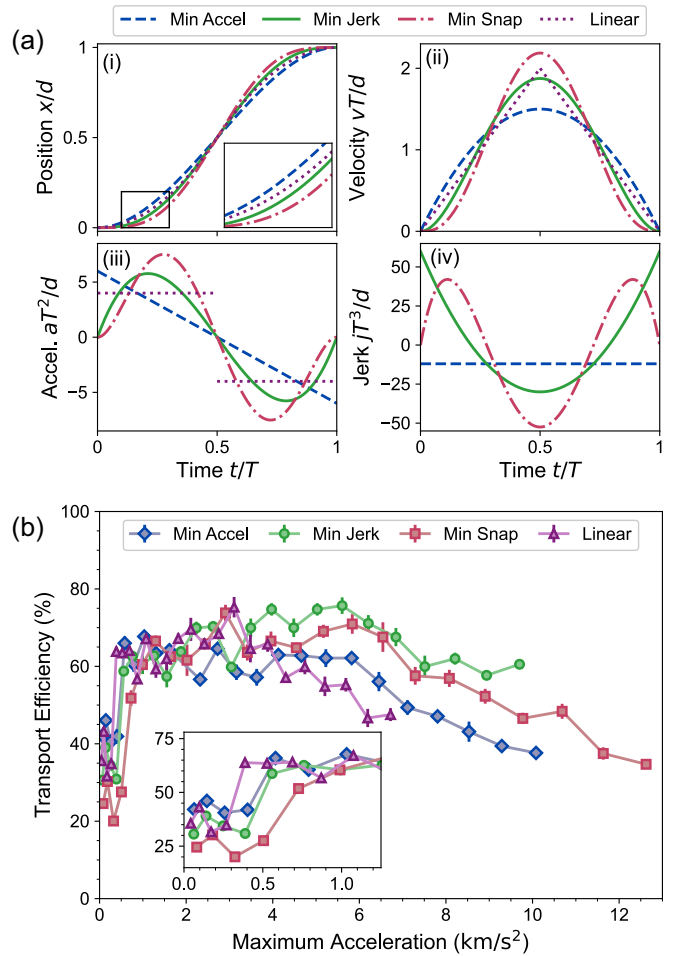 (a)
Min Accel Min Jerk Min Snap Linear
(i)
Position x/d
1
0.5
0
(ii)
Velocity vT/d
2
1
0
(iii)
Accel. aT²/d
5
0
−5
0 0.5 1
Time t/T
(iv)
Jerk jT³/d
50
25
0
−25
−50
0 0.5 1
Time t/T
(b)
Min Accel Min Jerk Min Snap Linear
Transport Efficiency (%)
100
80
60
40
20
0
75
50
25
0.0 0.5 1.0
0 2 4 6 8 10 12
Maximum Acceleration (km/s²)